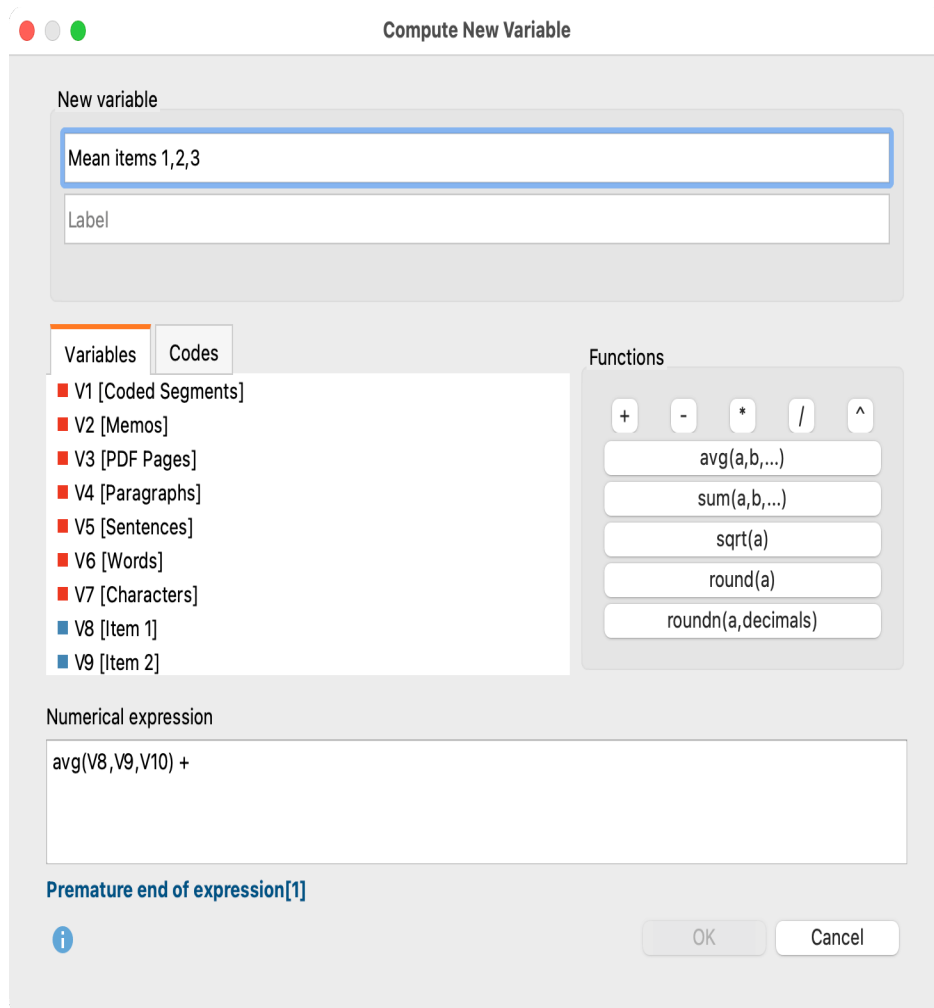 Compute New Variable
New variable
Mean items 1,2,3
Label
Variables
Codes
V1 [Coded Segments]
V2 [Memos]
V3 [PDF Pages]
V4 [Paragraphs]
V5 [Sentences]
V6 [Words]
V7 [Characters]
V8 [Item 1]
V9 [Item 2]
Functions
+ - * / ^
avg(a,b,...)
sum(a,b,...)
sqrt(a)
round(a)
roundn(a,decimals)
Numerical expression
avg(V8,V9,V10) +
Premature end of expression[1]
i
OK
Cancel